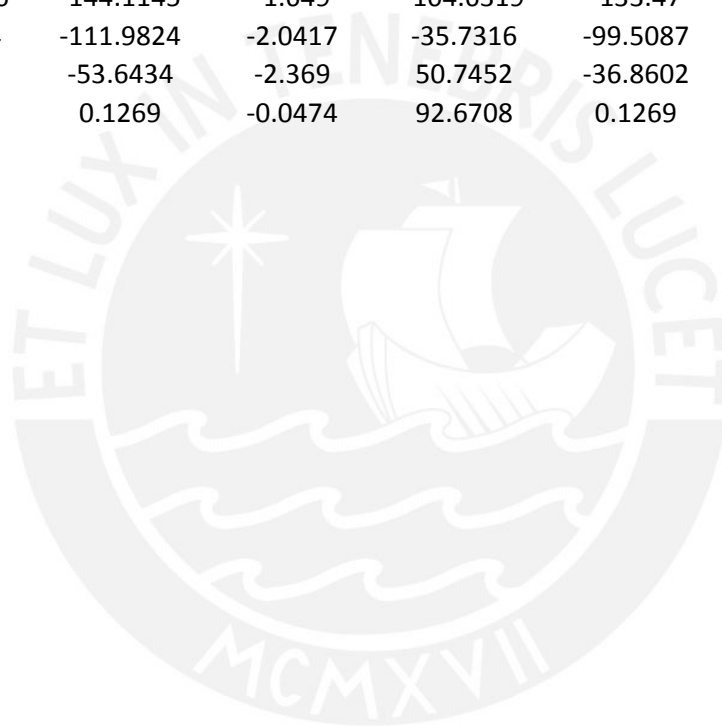 -111.9824 -2.0417 -35.7316 -99.5087
-53.6434 -2.369 50.7452 -36.8602
0.1269 -0.0474 92.6708 0.1269
ET LUX IN TENEBRIS LUCET
MCMXVII